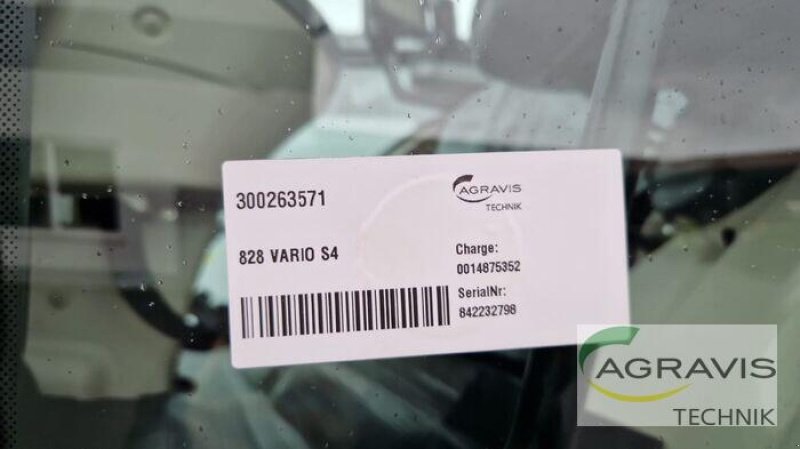 300263571
AGRAVIS
TECHNIK
828 VARIO S4
Charge:
0014875352
SerialNr:
842232798
AGRAVIS
TECHNIK